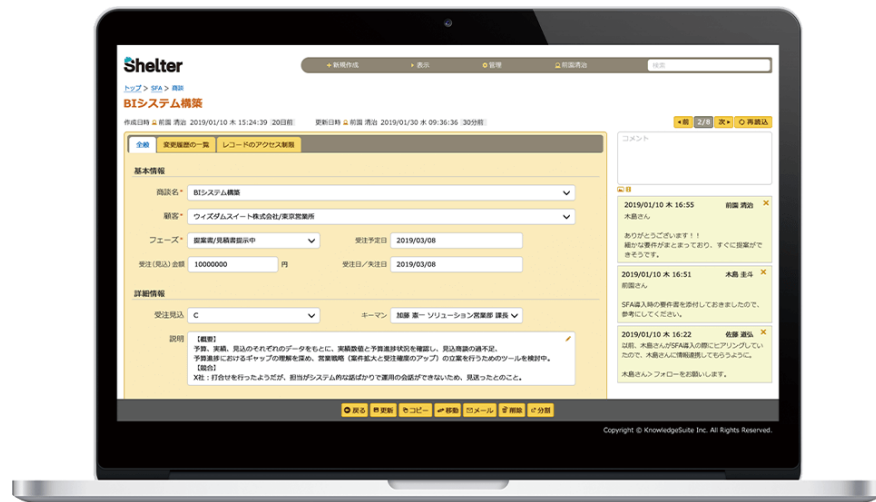 Shelter
新規作成
表示
管理
前園清治
検索
トップ > SFA > 商談
BIシステム構築
作成日時 前園 清治 2019/01/10 木 15:24:39 20日前
更新日時 前園 清治 2019/01/30 水 09:36:36 30分前
前 2/8 次 再読込
全般 変更履歴の一覧 レコードのアクセス制限
基本情報
商談名* BIシステム構築
顧客* ウィズダムスイート株式会社/東京営業所
フェーズ* 提案書/見積書提示中
受注予定日 2019/03/08
受注(見込)金額 10000000 円
受注日/失注日 2019/03/08
詳細情報
受注見込 C
キーマン 加藤 憲一 ソリューション営業部 課長
説明
【概要】
予算、実績、見込のそれぞれのデータをもとに、実績数値と予算進捗状況を確認し、見込商談の過不足、
予算進捗におけるギャップの理解を深め、営業戦略（案件拡大と受注確度のアップ）の立案を行うためのツールを検討中。
【競合】
X社：打合せを行ったようだが、担当がシステム的な話ばかりで運用の会話ができないため、見送ったとのこと。
コメント
2019/01/10 木 16:55 前園 清治
木島さん
ありがとうございます！！
細かな要件がまとまっており、すぐに提案がで
きそうです。
2019/01/10 木 16:51 木島 圭斗
前園さん
SFA導入時の要件書を添付しておきましたので、
参考にしてください。
2019/01/10 木 16:22 佐藤 道弘
以前、木島さんがSFA導入の際にヒアリングしてい
たので、木島さんに情報連携してもらうように。
木島さん>フォローをお願いします。
戻る 更新 コピー 移動 メール 削除 分割
Copyright © KnowledgeSuite Inc. All Rights Reserved.